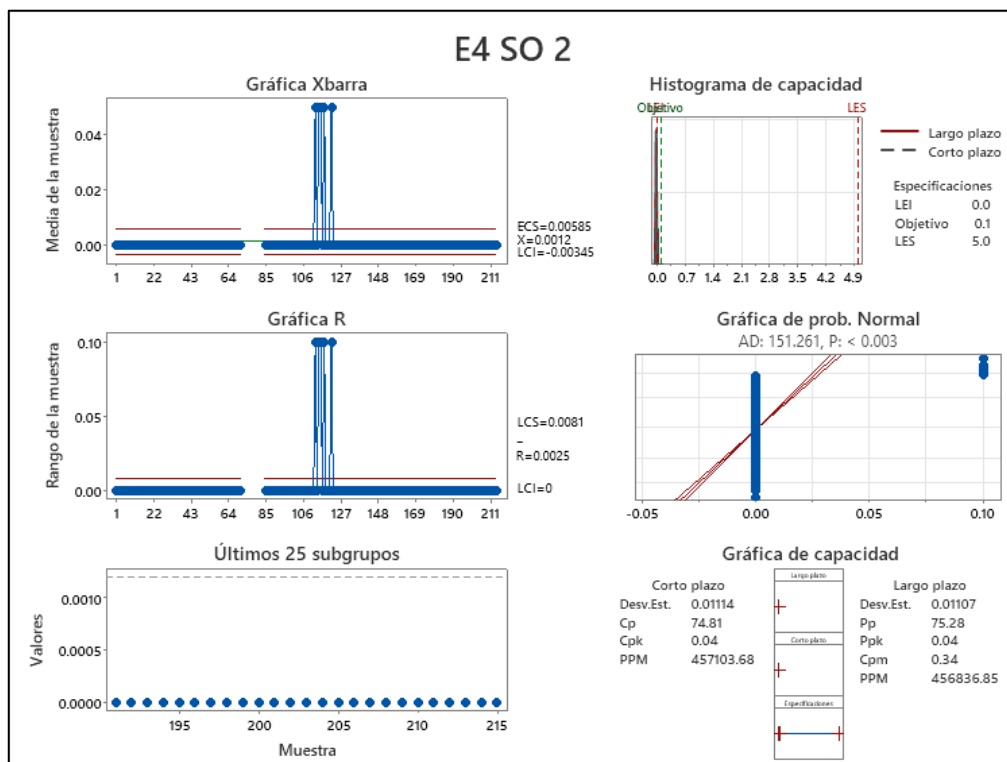 E4 SO 2
Gráfica Xbarra
Media de la muestra
0.04
0.02
0.00
1 22 43 64 85 106 127 148 169 190 211
ECS=0.00585
X=0.0012
LCI=-0.00345
Histograma de capacidad
Objetivo
LES
0.0 0.7 1.4 2.1 2.8 3.5 4.2 4.9
Largo plazo
Corto plazo
Especificaciones
LEI 0.0
Objetivo 0.1
LES 5.0
Gráfica R
Rango de la muestra
0.10
0.05
0.00
1 22 43 64 85 106 127 148 169 190 211
LCS=0.0081
_
R=0.0025
LCI=0
Gráfica de prob. Normal
AD: 151.261, P: < 0.003
-0.05 0.00 0.05 0.10
Últimos 25 subgrupos
Valores
0.0010
0.0005
0.0000
195 200 205 210 215
Muestra
Gráfica de capacidad
Corto plazo
Desv.Est. 0.01114
Cp 74.81
Cpk 0.04
PPM 457103.68
Largo plazo
Corto plazo
Especificaciones
Largo plazo
Desv.Est. 0.01107
Pp 75.28
Ppk 0.04
Cpm 0.34
PPM 456836.85